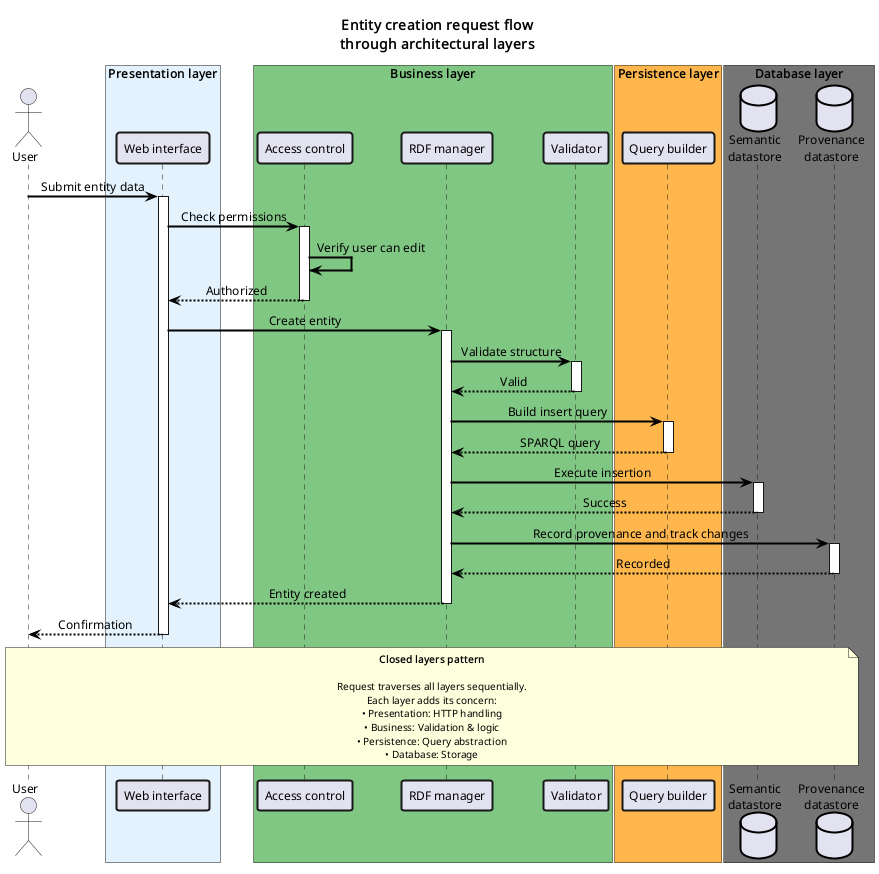 Entity creation request flow
through architectural layers
Presentation layer
Business layer
Persistence layer
Database layer
User
Web interface
Access control
RDF manager
Validator
Query builder
Semantic
datastore
Provenance
datastore
Submit entity data
Check permissions
Verify user can edit
Authorized
Create entity
Validate structure
Valid
Build insert query
SPARQL query
Execute insertion
Success
Record provenance and track changes
Recorded
Entity created
Confirmation
Closed layers pattern
Request traverses all layers sequentially.
Each layer adds its concern:
• Presentation: HTTP handling
• Business: Validation & logic
• Persistence: Query abstraction
• Database: Storage
User
Web interface
Access control
RDF manager
Validator
Query builder
Semantic
datastore
Provenance
datastore